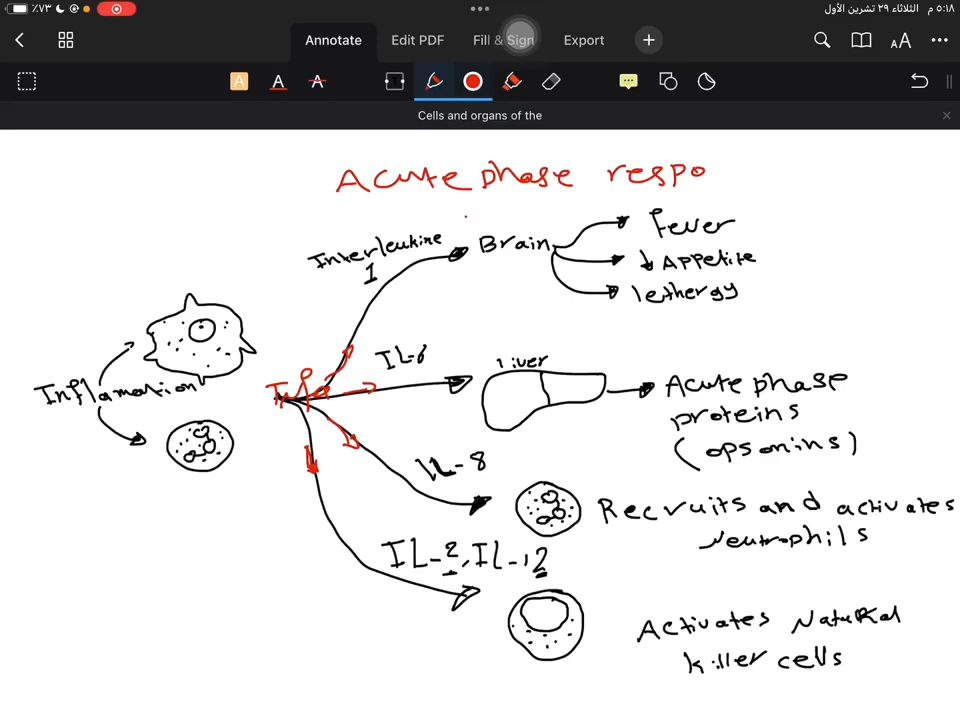 ٪٧٣
٥:١٨ م الثلاثاء ٢٩ تشرين الأول
Annotate
Edit PDF
Fill & Sign
Export
AA
A
A
A
T
Cells and organs of the
Acute phase respo
Interleukine
1
Brain
Fever
↓ Appetite
lethergy
Inflamation
IL-6
Liver
Acute phase
proteins
(opsonins)
IL-8
Recruits and activates
Neutrophils
IL-2, IL-12
Activates Natural
killer cells